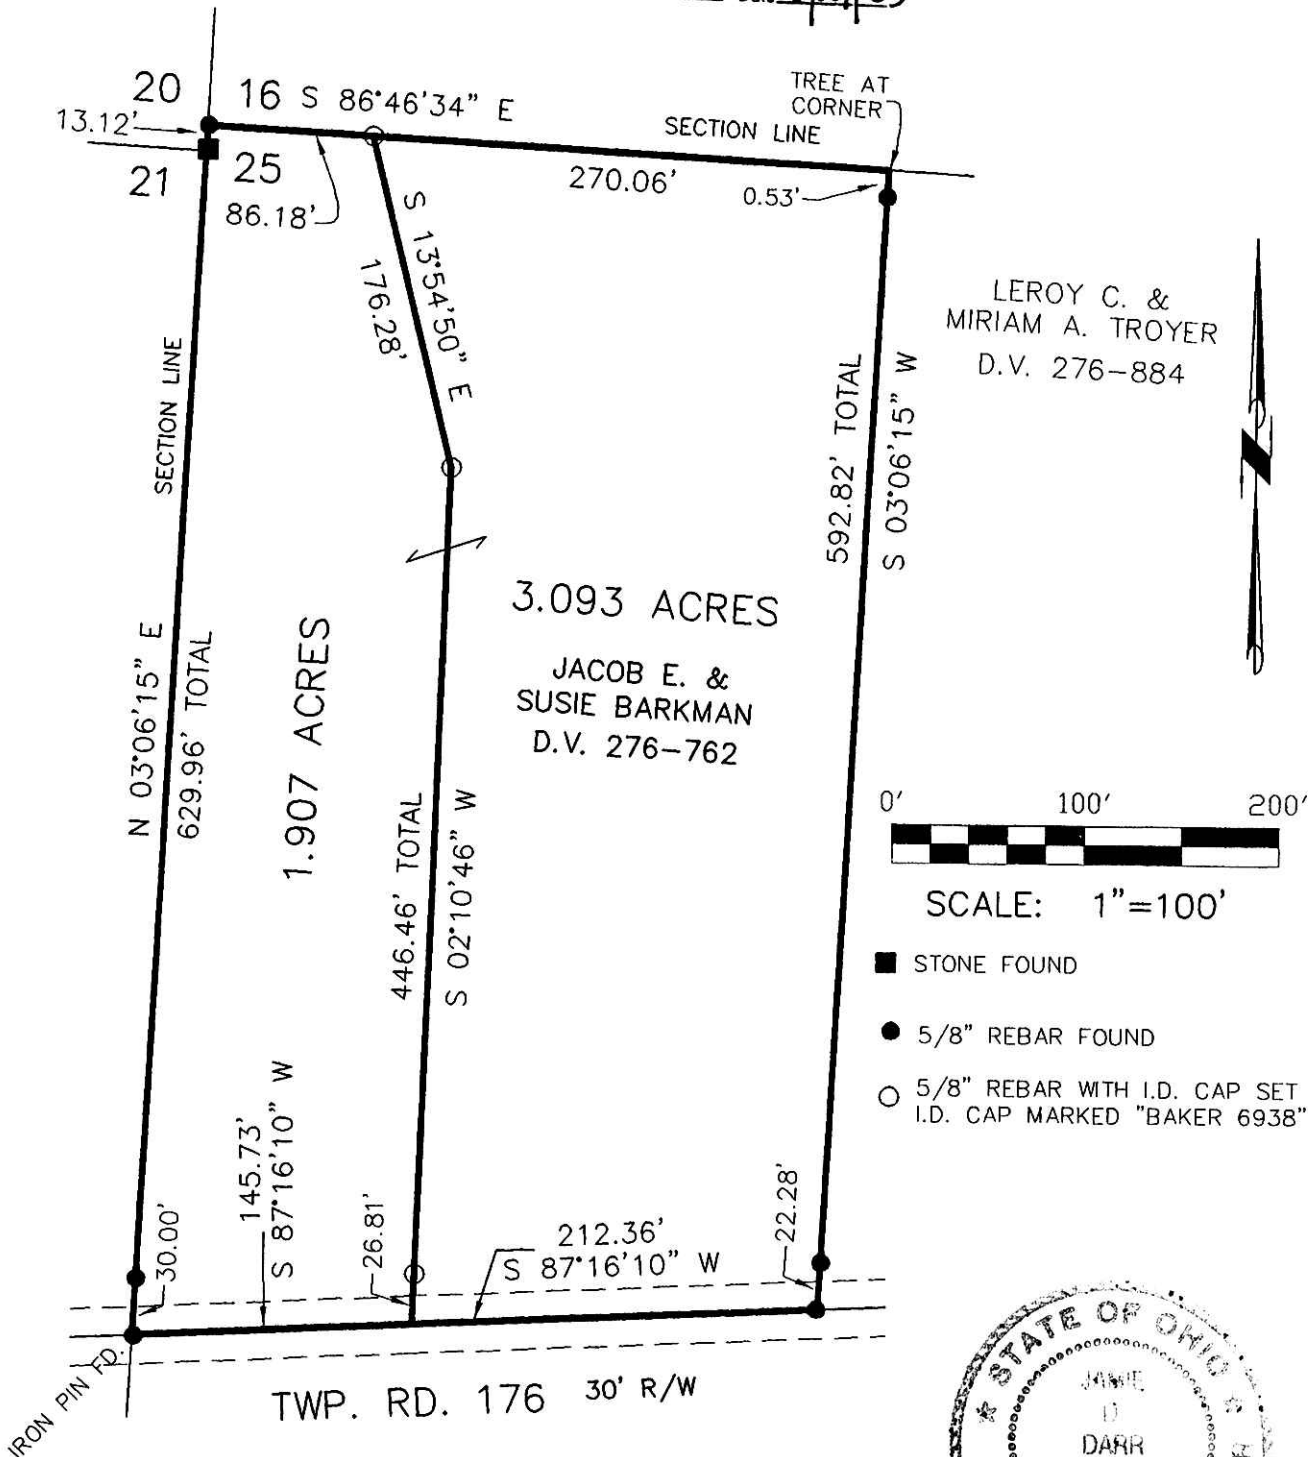 20
16
S 86°46'34" E
TREE AT
CORNER
13.12'
SECTION LINE
21
25
86.18'
270.06'
0.53'
S 13°54'50" E
176.28'
LEROY C. &
MIRIAM A. TROYER
D.V. 276-884
SECTION LINE
592.82' TOTAL
S 03°06'15" W
3.093 ACRES
JACOB E. &
SUSIE BARKMAN
D.V. 276-762
N 03°06'15" E
629.96' TOTAL
1.907 ACRES
446.46' TOTAL
S 02°10'46" W
0'
100'
200'
SCALE: 1"=100'
STONE FOUND
5/8" REBAR FOUND
5/8" REBAR WITH I.D. CAP SET
I.D. CAP MARKED "BAKER 6938"
30.00'
145.73'
S 87°16'10" W
26.81'
212.36'
S 87°16'10" W
22.28'
IRON PIN FD.
TWP. RD. 176 30' R/W
STATE OF OHIO
JAMIE
D
DARR